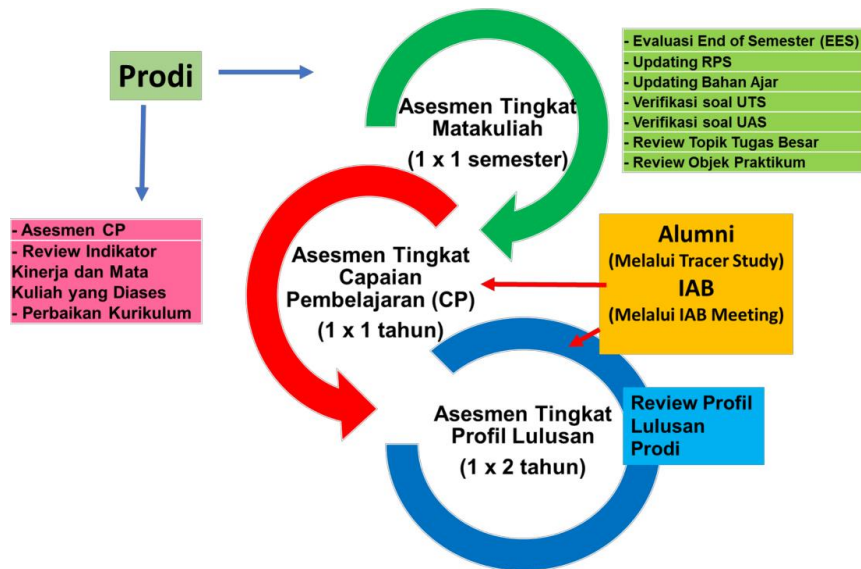 Prodi
- Evaluasi End of Semester (EES)
- Updating RPS
- Updating Bahan Ajar
- Verifikasi soal UTS
- Verifikasi soal UAS
- Review Topik Tugas Besar
- Review Objek Praktikum
Asesmen Tingkat
Matakuliah
(1 x 1 semester)
- Asesmen CP
- Review Indikator
Kinerja dan Mata
Kuliah yang Diases
- Perbaikan Kurikulum
Asesmen Tingkat
Capaian
Pembelajaran (CP)
(1 x 1 tahun)
Alumni
(Melalui Tracer Study)
IAB
(Melalui IAB Meeting)
Asesmen Tingkat
Profil Lulusan
(1 x 2 tahun)
Review Profil
Lulusan
Prodi